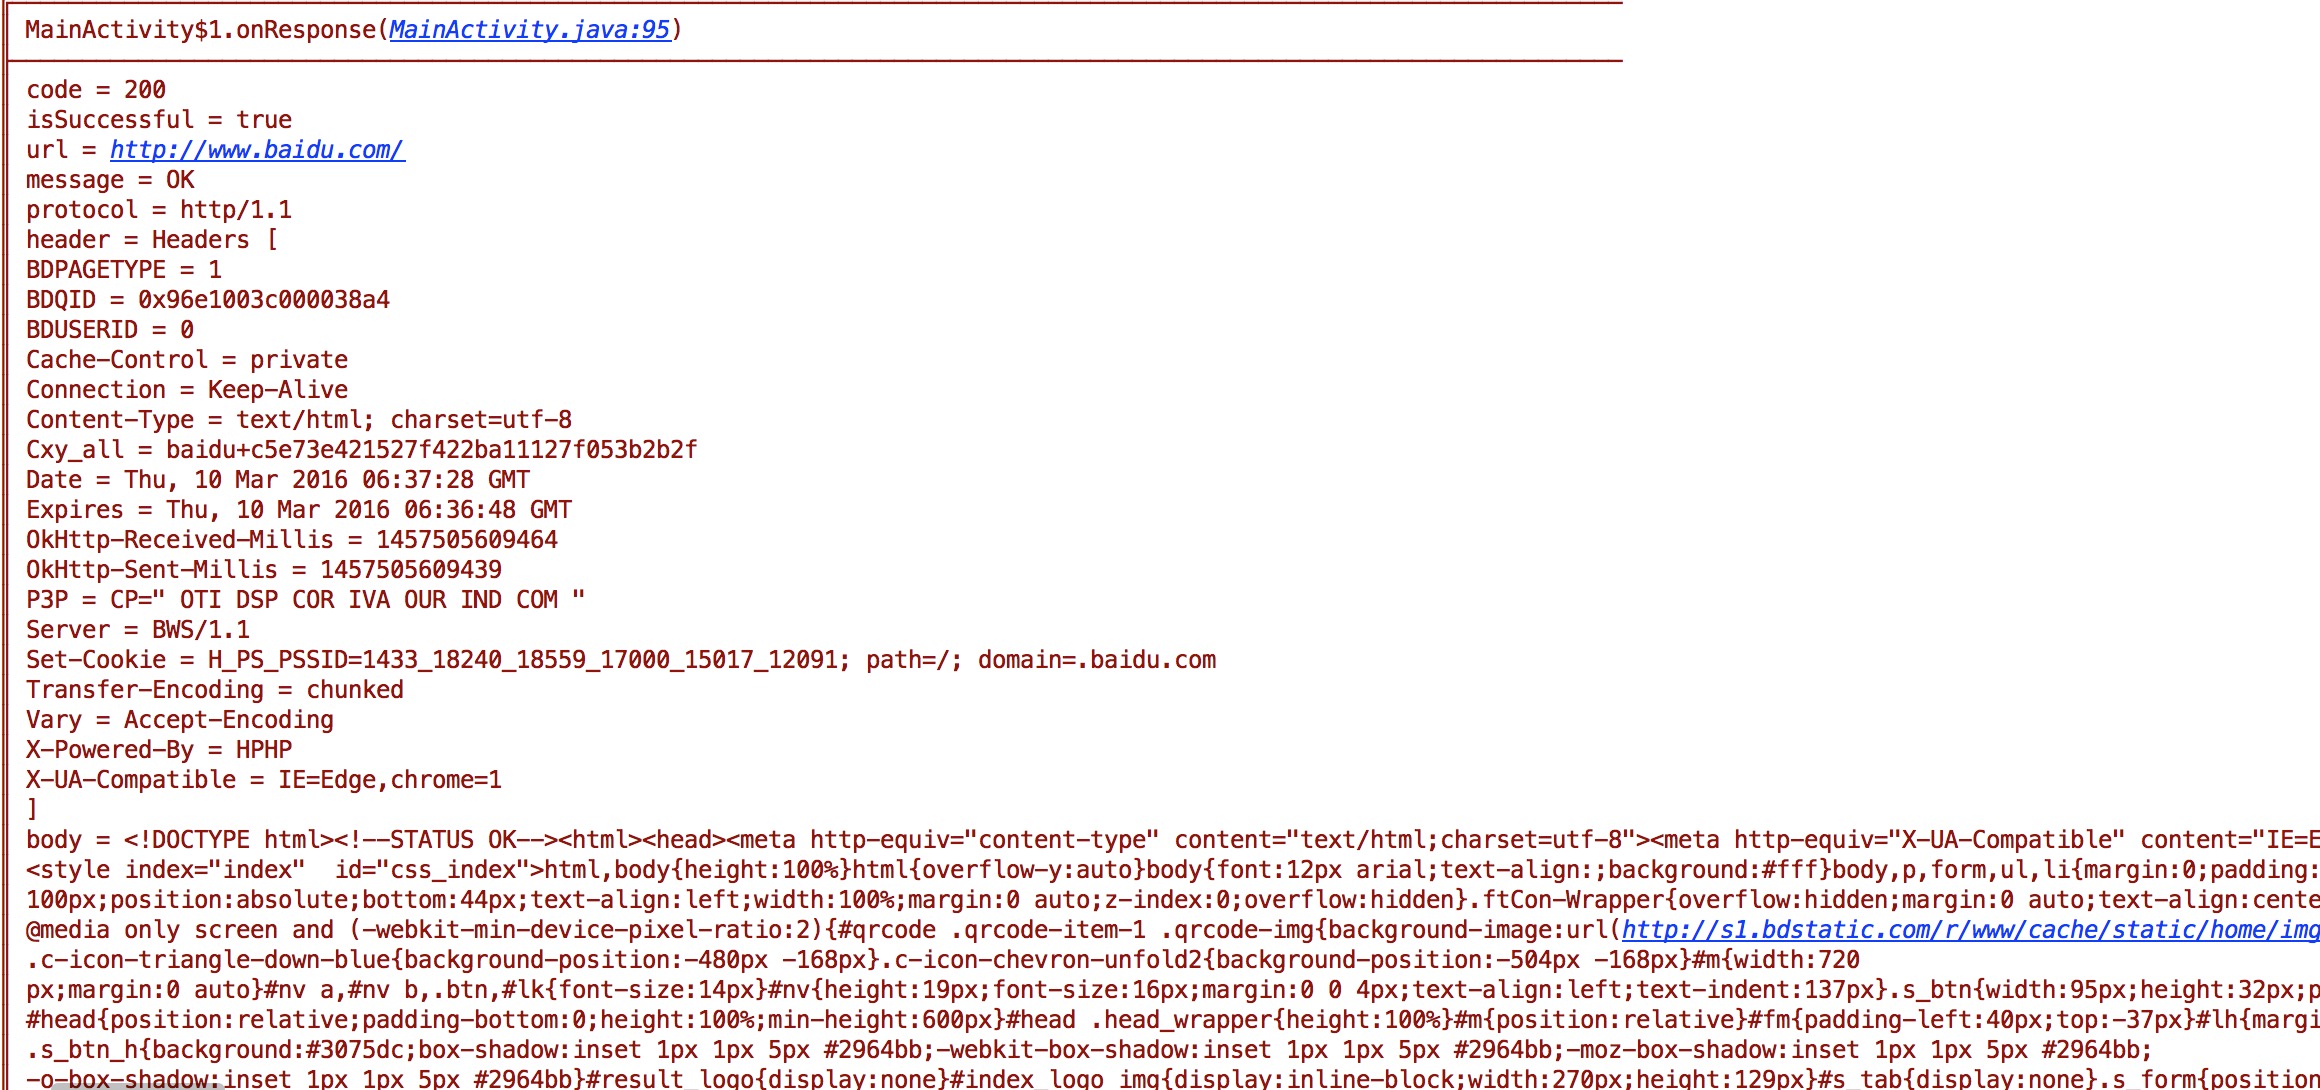 MainActivity$1.onResponse(MainActivity.java:95)
code = 200
isSuccessful = true
url = http://www.baidu.com/
message = OK
protocol = http/1.1
header = Headers [
BDPAGETYPE = 1
BDQID = 0x96e1003c000038a4
BDUSERID = 0
Cache-Control = private
Connection = Keep-Alive
Content-Type = text/html; charset=utf-8
Cxy_all = baidu+c5e73e421527f422ba11127f053b2b2f
Date = Thu, 10 Mar 2016 06:37:28 GMT
Expires = Thu, 10 Mar 2016 06:36:48 GMT
OkHttp-Received-Millis = 1457505609464
OkHttp-Sent-Millis = 1457505609439
P3P = CP=" OTI DSP COR IVA OUR IND COM "
Server = BWS/1.1
Set-Cookie = H_PS_PSSID=1433_18240_18559_17000_15017_12091; path=/; domain=.baidu.com
Transfer-Encoding = chunked
Vary = Accept-Encoding
X-Powered-By = HPHP
X-UA-Compatible = IE=Edge,chrome=1
]
body = <!DOCTYPE html><!--STATUS OK--><html><head><meta http-equiv="content-type" content="text/html;charset=utf-8"><meta http-equiv="X-UA-Compatible" content="IE=E
<style index="index"  id="css_index">html,body{height:100%}html{overflow-y:auto}body{font:12px arial;text-align:;background:#fff}body,p,form,ul,li{margin:0;padding:
100px;position:absolute;bottom:44px;text-align:left;width:100%;margin:0 auto;z-index:0;overflow:hidden}.ftCon-Wrapper{overflow:hidden;margin:0 auto;text-align:cente
@media only screen and (-webkit-min-device-pixel-ratio:2){#qrcode .qrcode-item-1 .qrcode-img{background-image:url(http://s1.bdstatic.com/r/www/cache/static/home/img
.c-icon-triangle-down-blue{background-position:-480px -168px}.c-icon-chevron-unfold2{background-position:-504px -168px}#m{width:720
px;margin:0 auto}#nv a,#nv b,.btn,#lk{font-size:14px}#nv{height:19px;font-size:16px;margin:0 0 4px;text-align:left;text-indent:137px}.s_btn{width:95px;height:32px;p
#head{position:relative;padding-bottom:0;height:100%;min-height:600px}#head .head_wrapper{height:100%}#m{position:relative}#fm{padding-left:40px;top:-37px}#lh{margi
.s_btn_h{background:#3075dc;box-shadow:inset 1px 1px 5px #2964bb;-webkit-box-shadow:inset 1px 1px 5px #2964bb;-moz-box-shadow:inset 1px 1px 5px #2964bb;
-o-box-shadow:inset 1px 1px 5px #2964bb}#result_logo{display:none}#index_logo img{display:inline-block;width:270px;height:129px}#s_tab{display:none}.s_form{position